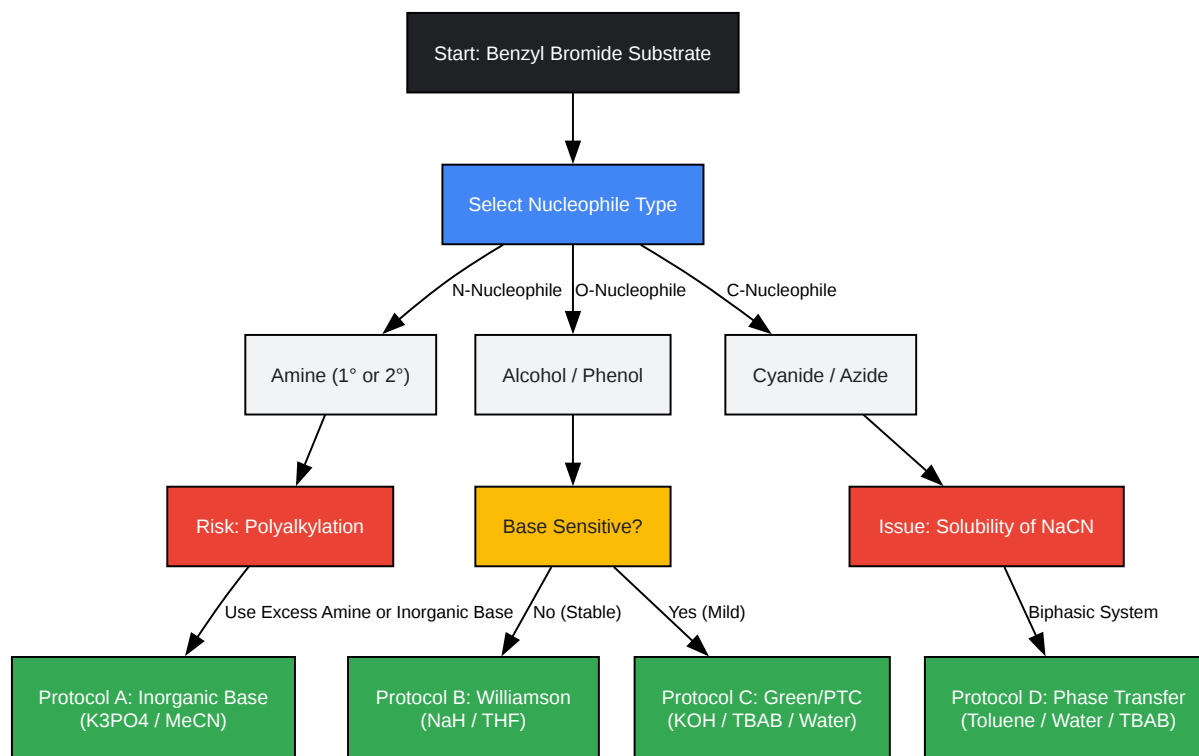 Start: Benzyl Bromide Substrate
Select Nucleophile Type
N-Nucleophile
O-Nucleophile
C-Nucleophile
Amine (1° or 2°)
Alcohol / Phenol
Cyanide / Azide
Risk: Polyalkylation
Base Sensitive?
Issue: Solubility of NaCN
Use Excess Amine or Inorganic Base
No (Stable)
Yes (Mild)
Biphasic System
Protocol A: Inorganic Base
(K3PO4 / MeCN)
Protocol B: Williamson
(NaH / THF)
Protocol C: Green/PTC
(KOH / TBAB / Water)
Protocol D: Phase Transfer
(Toluene / Water / TBAB)